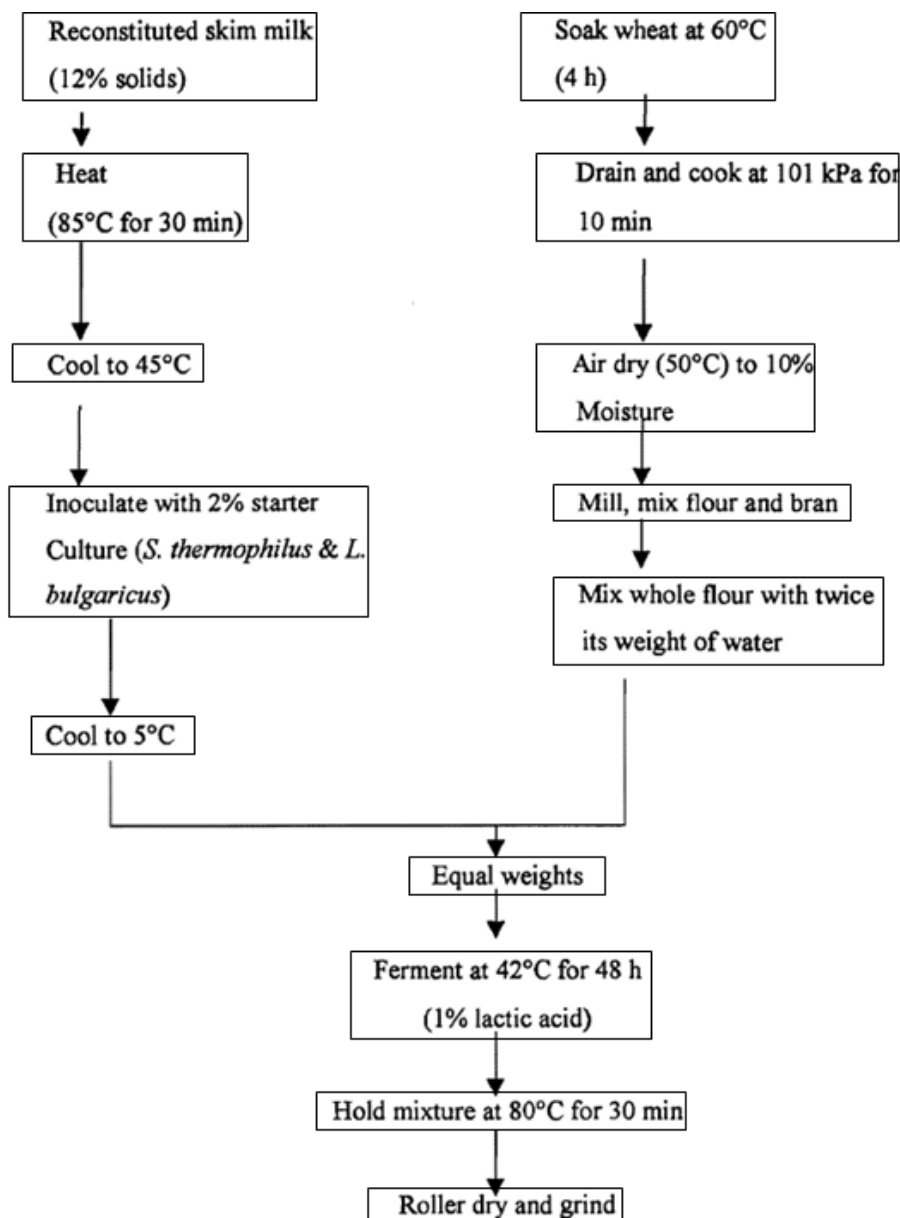 Reconstituted skim milk
(12% solids)
Heat
(85°C for 30 min)
Cool to 45°C
Inoculate with 2% starter
Culture (S. thermophilus & L.
bulgaricus)
Cool to 5°C
Soak wheat at 60°C
(4 h)
Drain and cook at 101 kPa for
10 min
Air dry (50°C) to 10%
Moisture
Mill, mix flour and bran
Mix whole flour with twice
its weight of water
Equal weights
Ferment at 42°C for 48 h
(1% lactic acid)
Hold mixture at 80°C for 30 min
Roller dry and grind